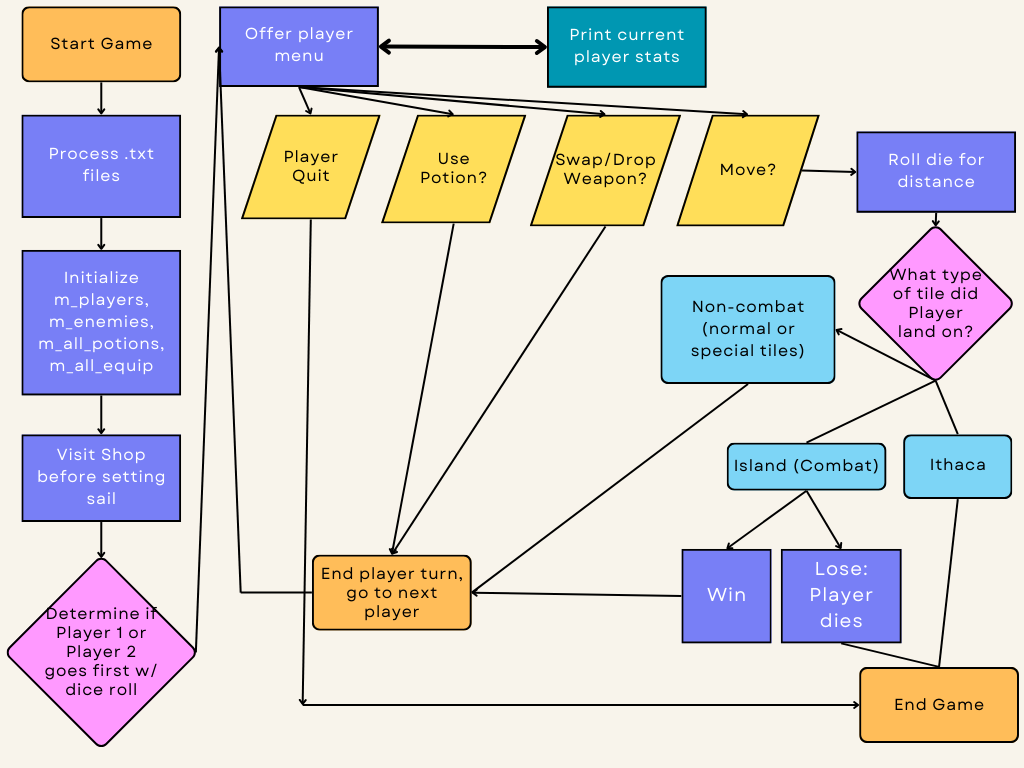 Start Game
Process .txt
files
Initialize
m_players,
m_enemies,
m_all_potions,
m_all_equip
Visit Shop
before setting
sail
Determine if
Player 1 or
Player 2
goes first w/
dice roll
Offer player
menu
Print current
player stats
Player
Quit
Use
Potion?
Swap/Drop
Weapon?
Move?
Roll die for
distance
What type
of tile did
Player
land on?
Non-combat
(normal or
special tiles)
Island (Combat)
Ithaca
Win
Lose:
Player
dies
End player turn,
go to next
player
End Game